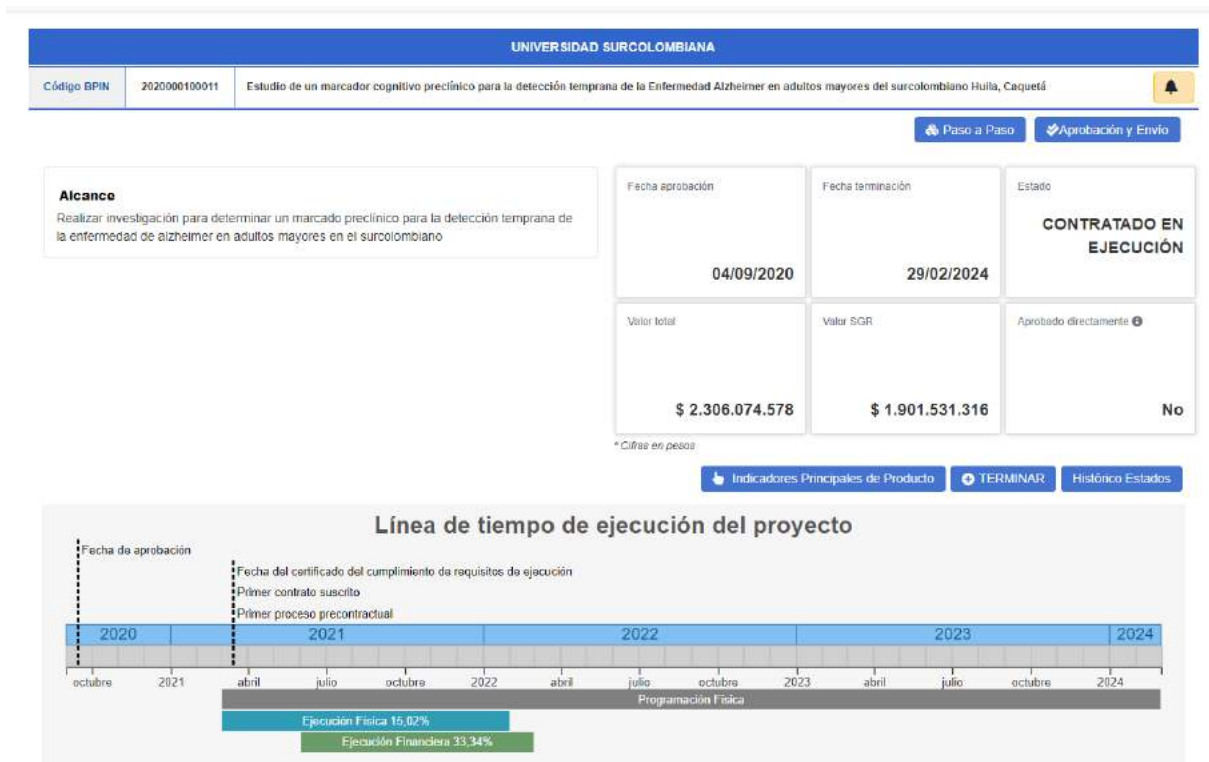 UNIVERSIDAD SURCOLOMBIANA
Código BPIN 2020000100011 Estudio de un marcador cognitivo preclínico para la detección temprana de la Enfermedad Alzheimer en adultos mayores del surcolombiano Huila, Caquetá
Paso a Paso Aprobación y Envío
Alcance
Realizar investigación para determinar un marcado preclínico para la detección temprana de
la enfermedad de alzheimer en adultos mayores en el surcolombiano
Fecha aprobación
04/09/2020
Fecha terminación
29/02/2024
Estado
CONTRATADO EN
EJECUCIÓN
Valor total
$ 2.306.074.578
Valor SGR
$ 1.901.531.316
Aprobado directamente
No
* Cifras en pesos
Indicadores Principales de Producto TERMINAR Histórico Estados
Línea de tiempo de ejecución del proyecto
Fecha de aprobación
Fecha del certificado del cumplimiento de requisitos de ejecución
Primer contrato suscrito
Primer proceso precontractual
2020 2021 2022 2023 2024
octubre 2021 abril julio octubre 2022 abril julio octubre 2023 abril julio octubre 2024
Programación Física
Ejecución Física 15,02%
Ejecución Financiera 33,34%